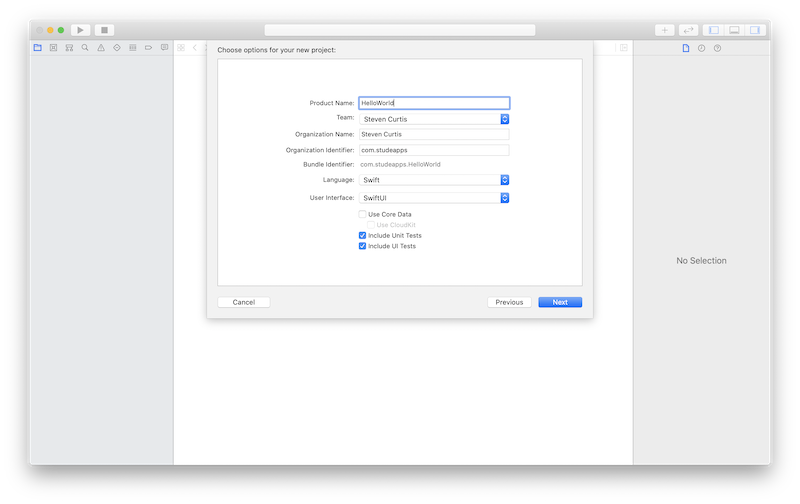 Choose options for your new project:
Product Name: HelloWorld
Team: Steven Curtis
Organization Name: Steven Curtis
Organization Identifier: com.studeapps
Bundle Identifier: com.studeapps.HelloWorld
Language: Swift
User Interface: SwiftUI
Use Core Data
Use CloudKit
Include Unit Tests
Include UI Tests
No Selection
Cancel Previous Next